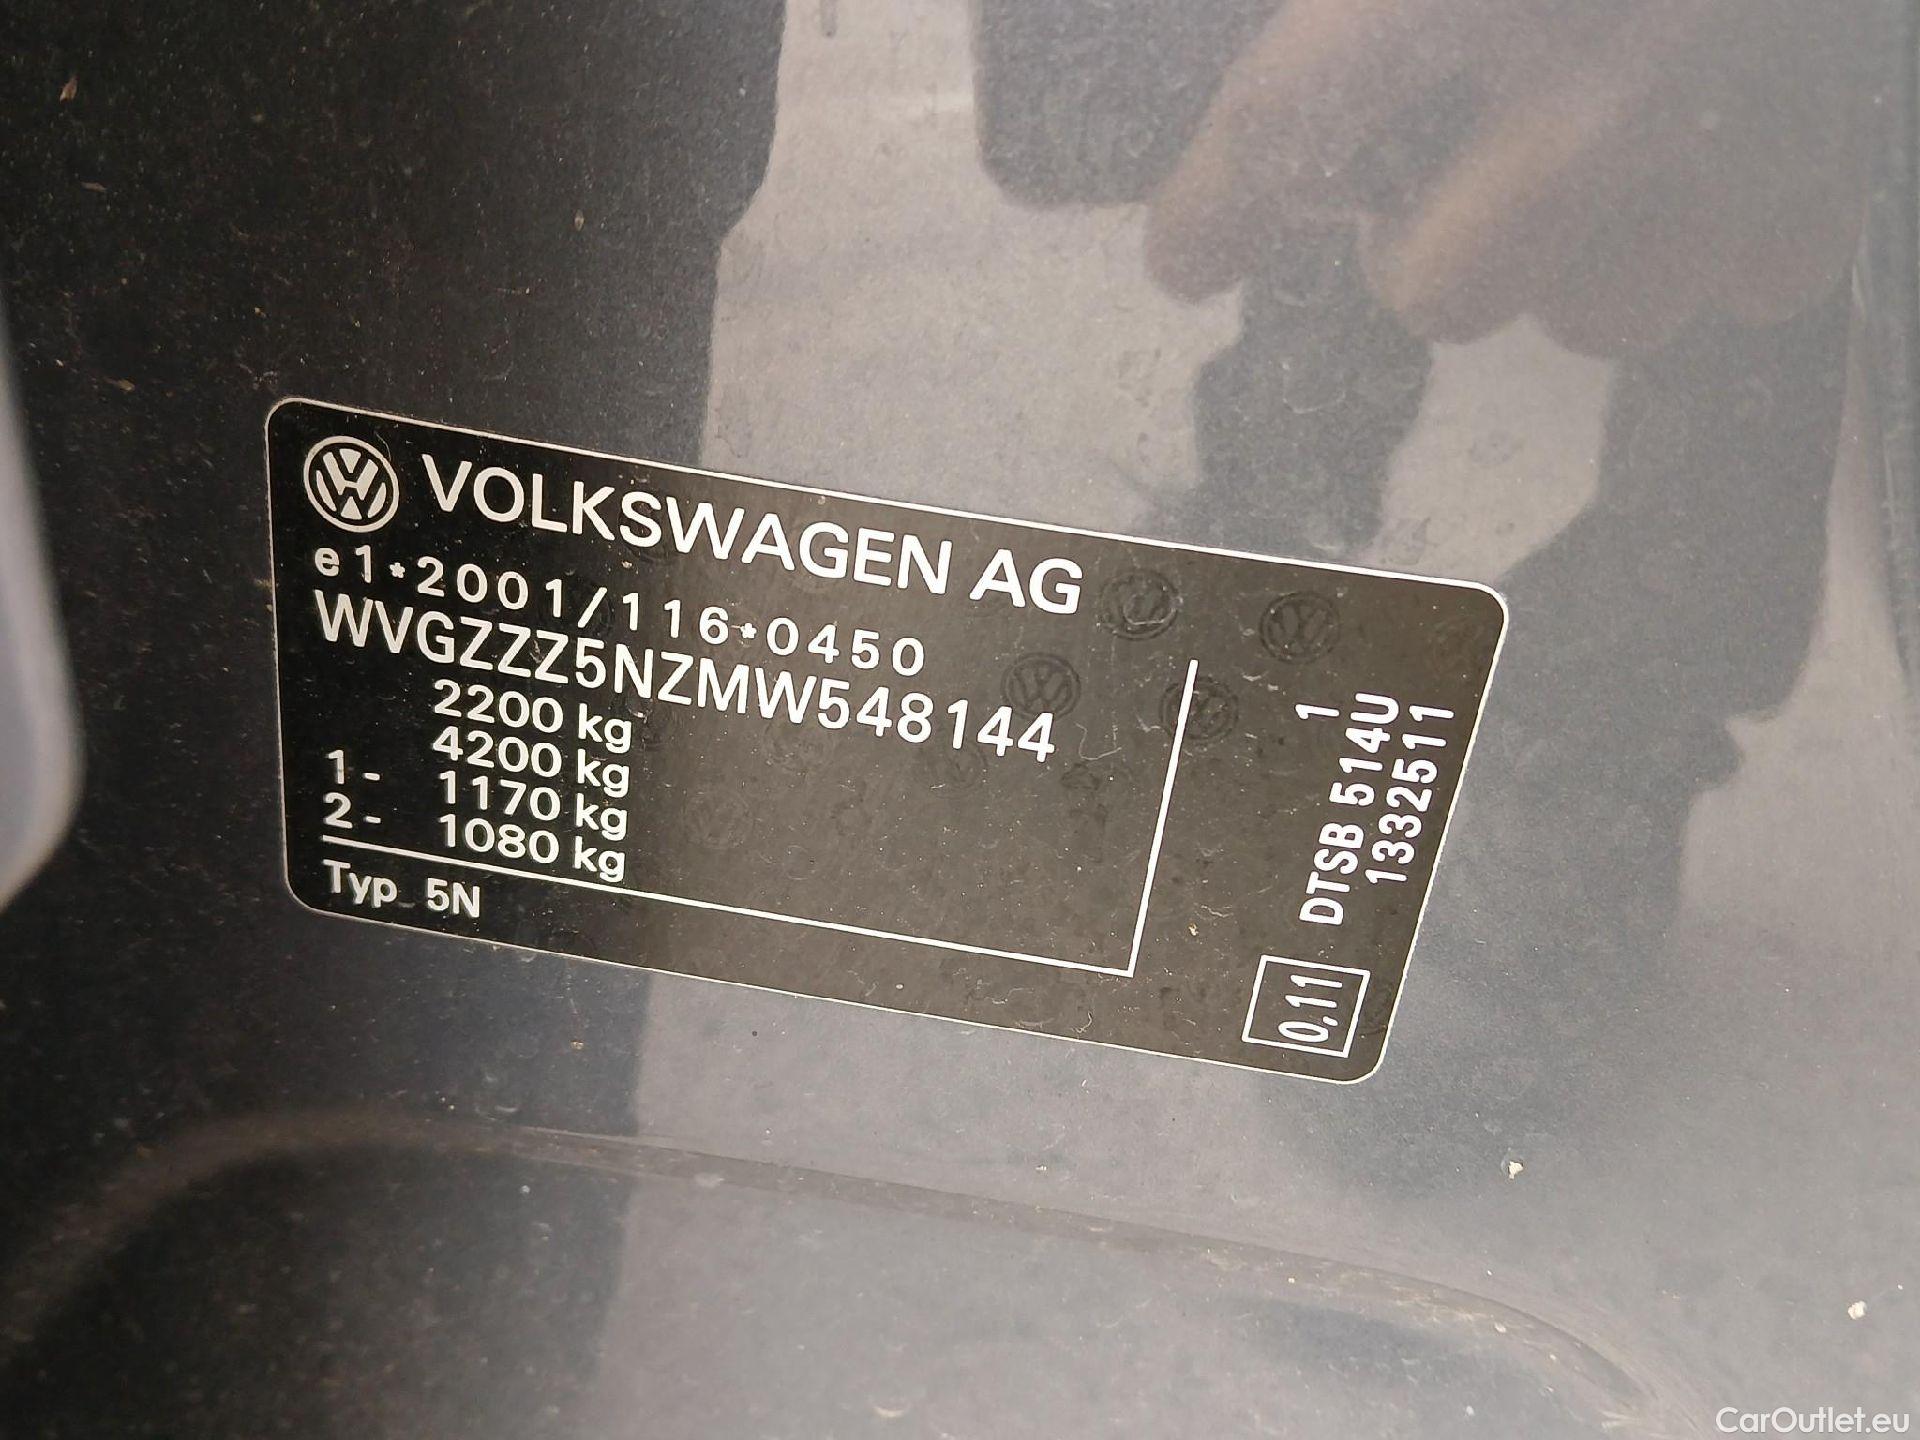 VOLKSWAGEN AG
e1*2001/116*0450
WVGZZZ5NZMW548144
2200 kg
4200 kg
1- 1170 kg
2- 1080 kg
Typ 5N
1
DTSB 514U
1332511
0,11
CarOutlet.eu